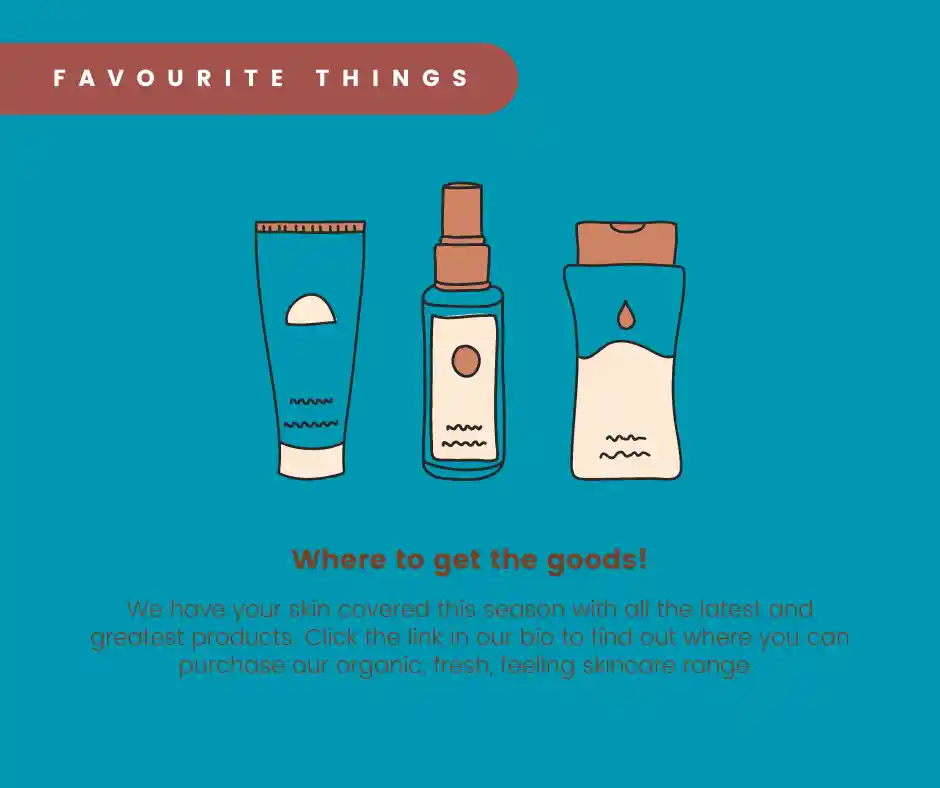 FAVOURITE THINGS
Where to get the goods!
We have your skin covered this season with all the latest and
greatest products. Click the link in our bio to find out where you can
purchase our organic, fresh, feeling skincare range.